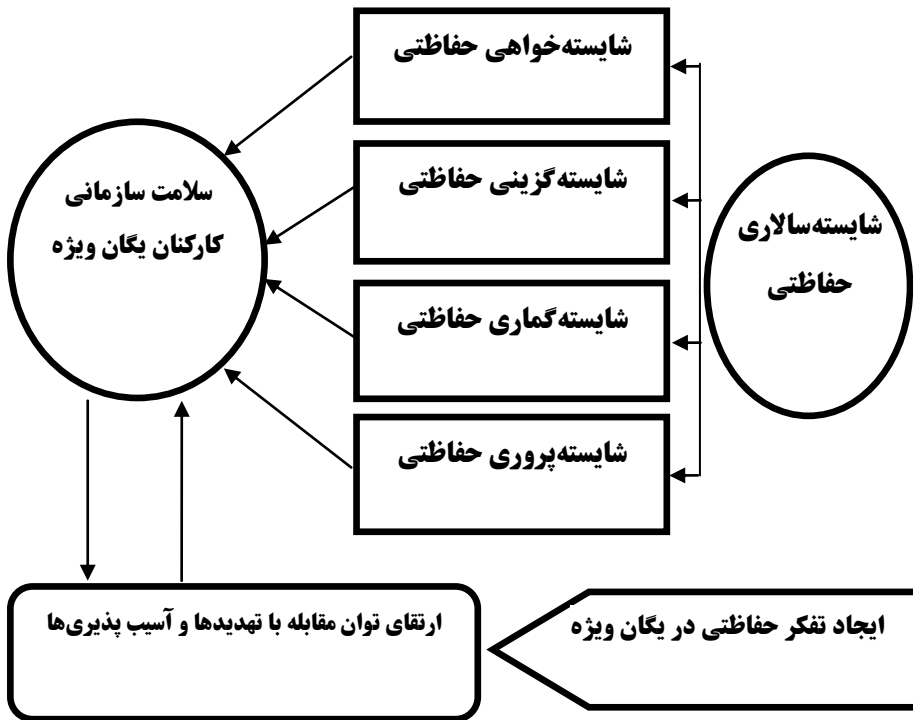 شایسته‌سالاری
حفاظتی
شایسته‌خواهی حفاظتی
شایسته‌گزینی حفاظتی
شایسته‌گماری حفاظتی
شایسته‌پروری حفاظتی
سلامت سازمانی
کارکنان یگان ویژه
ایجاد تفکر حفاظتی در یگان ویژه
ارتقای توان مقابله با تهدیدها و آسیب پذیری‌ها